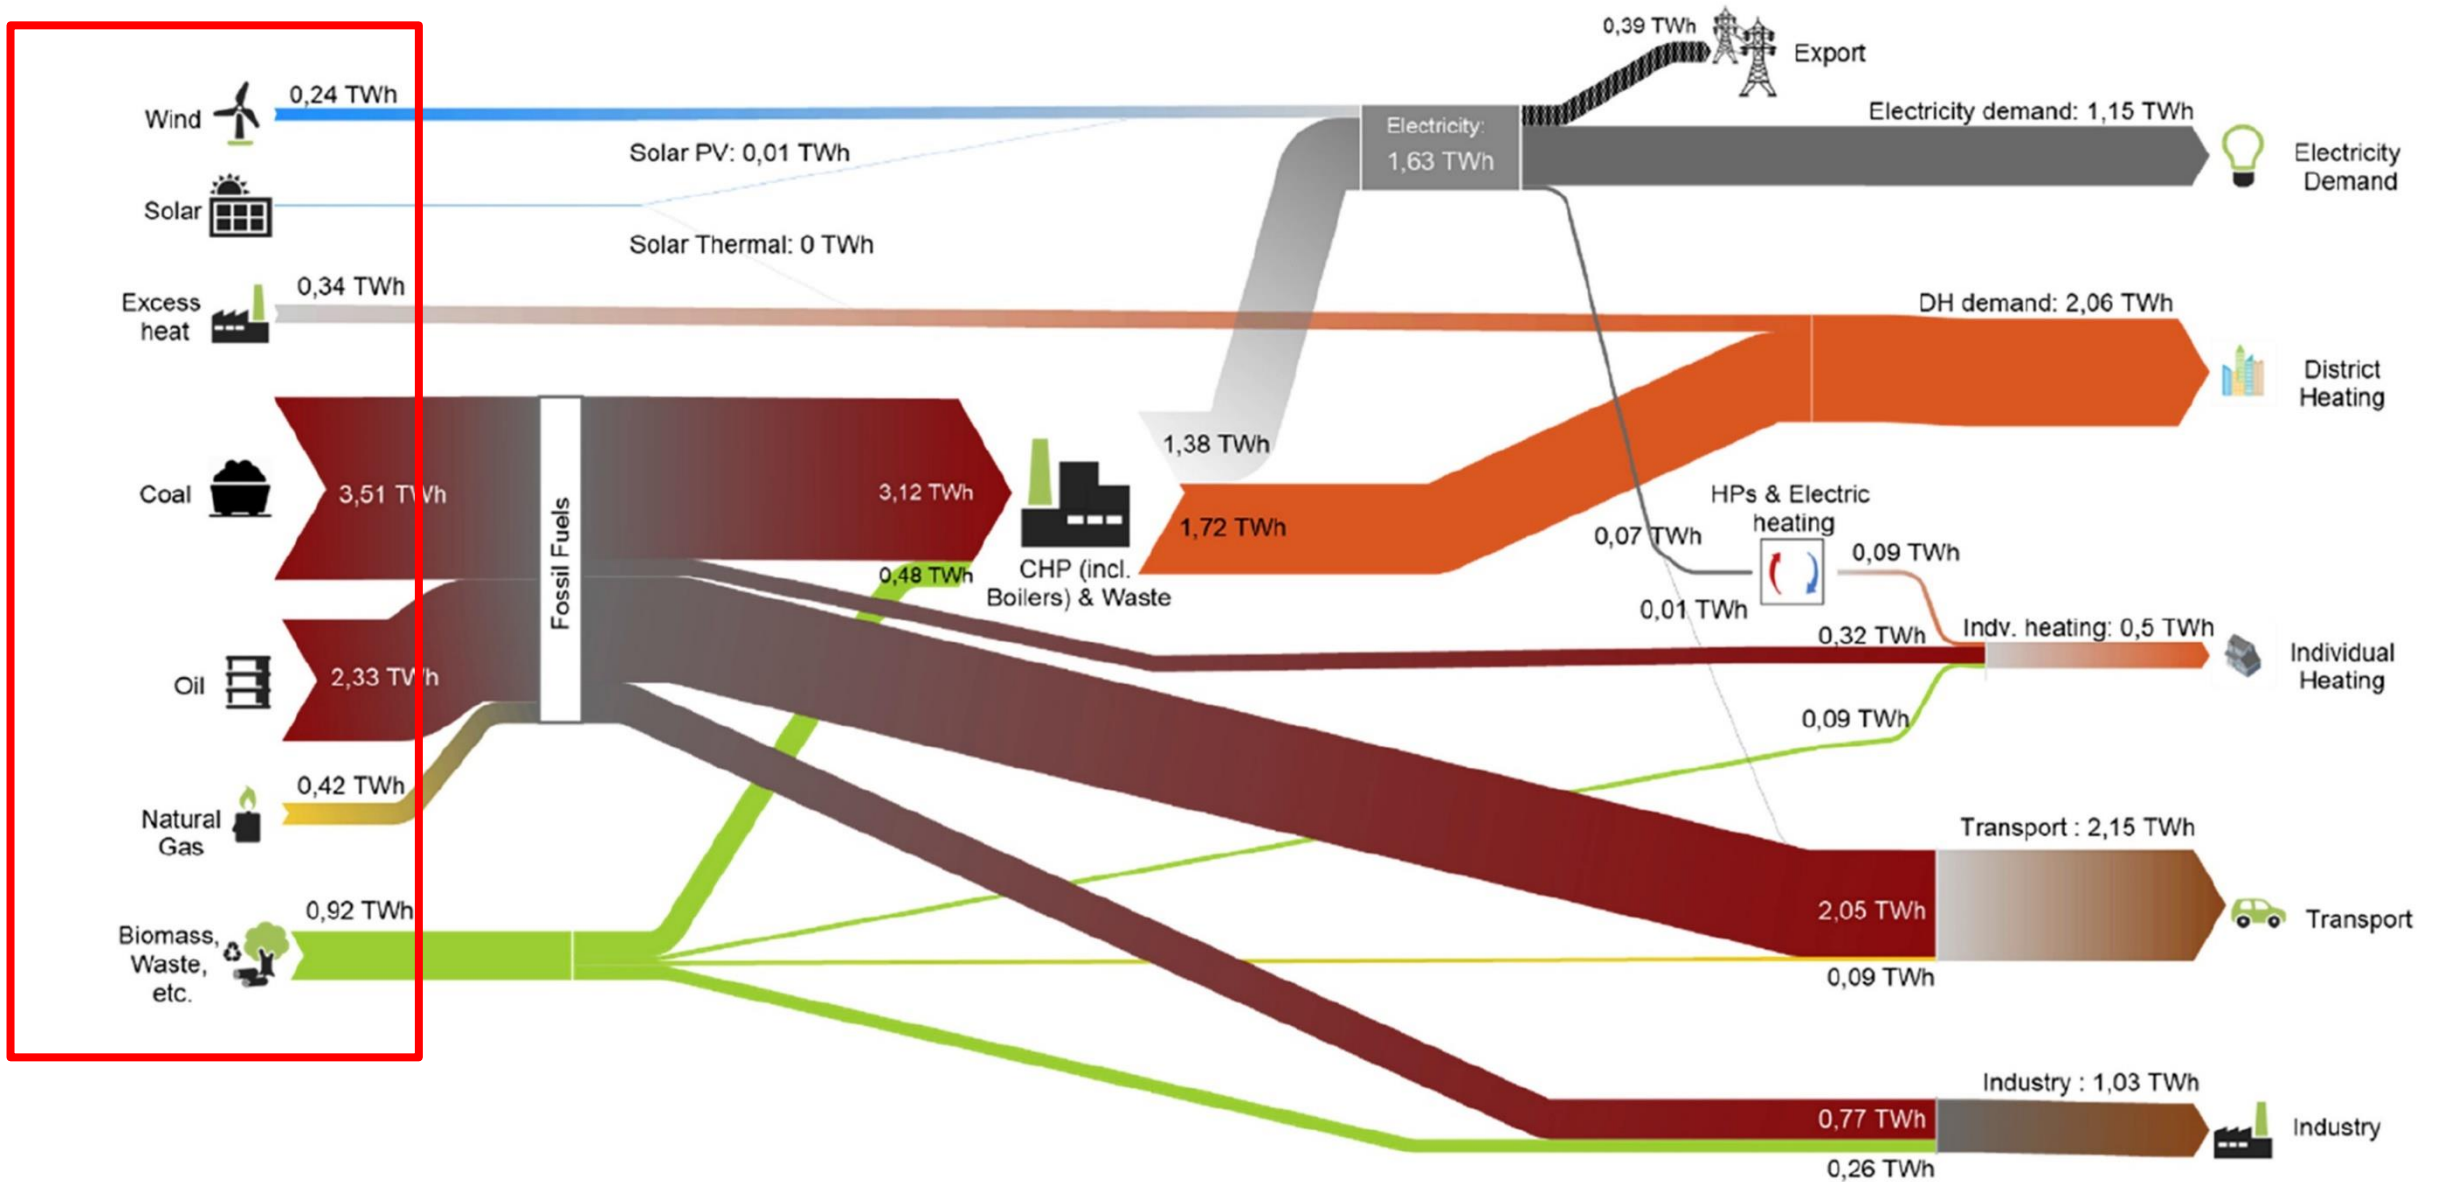 0,39 TWh
Export
0,24 TWh
Wind
Electricity demand: 1,15 TWh
Electricity:
1,63 TWh
Solar PV: 0,01 TWh
Electricity
Demand
Solar
Solar Thermal: 0 TWh
0,34 TWh
Excess
heat
DH demand: 2,06 TWh
District
Heating
1,38 TWh
Coal
3,51 TWh
3,12 TWh
HPs & Electric
heating
1,72 TWh
0,07 TWh
0,09 TWh
Fossil Fuels
0,48 TWh
CHP (incl.
Boilers) & Waste
0,01 TWh
0,32 TWh
Indv. heating: 0,5 TWh
Individual
Heating
Oil
2,33 TWh
0,09 TWh
0,42 TWh
Natural
Gas
Transport : 2,15 TWh
0,92 TWh
Biomass,
Waste,
etc.
2,05 TWh
Transport
0,09 TWh
Industry : 1,03 TWh
0,77 TWh
Industry
0,26 TWh